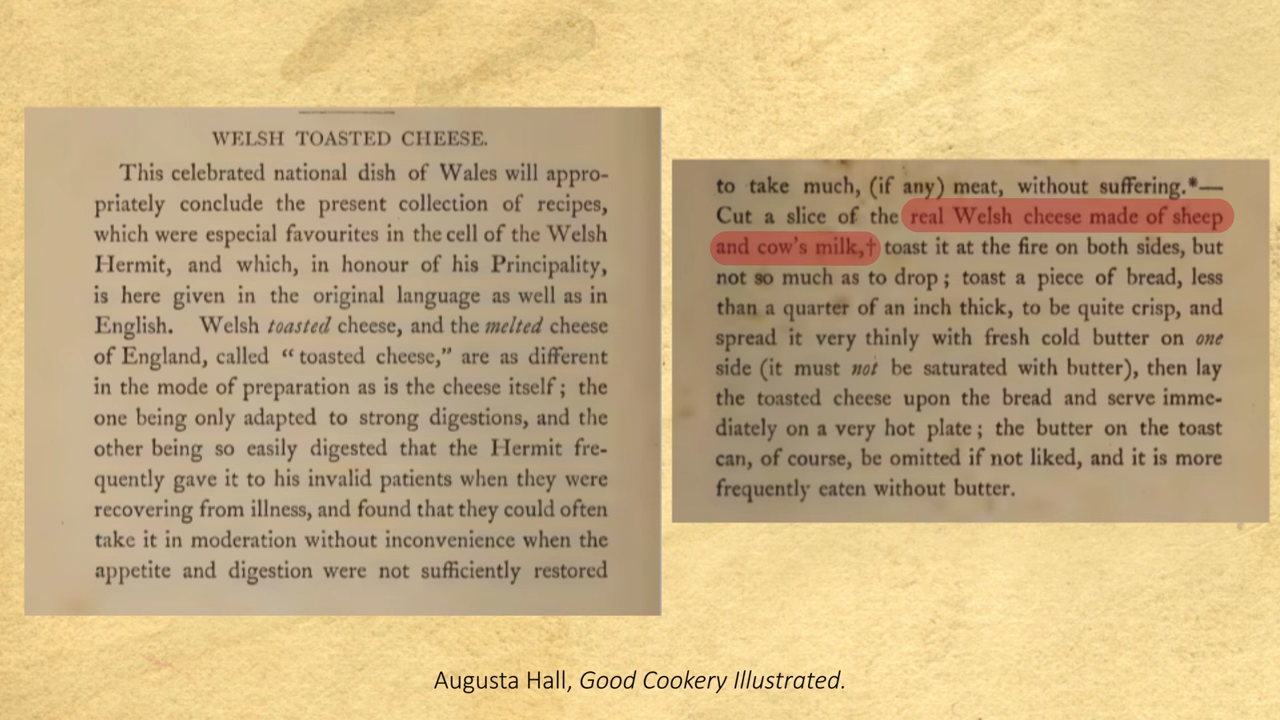 WELSH TOASTED CHEESE.
This celebrated national dish of Wales will appro-
priately conclude the present collection of recipes,
which were especial favourites in the cell of the Welsh
Hermit, and which, in honour of his Principality,
is here given in the original language as well as in
English. Welsh toasted cheese, and the melted cheese
of England, called “toasted cheese,” are as different
in the mode of preparation as is the cheese itself; the
one being only adapted to strong digestions, and the
other being so easily digested that the Hermit fre-
quently gave it to his invalid patients when they were
recovering from illness, and found that they could often
take it in moderation without inconvenience when the
appetite and digestion were not sufficiently restored
to take much, (if any) meat, without suffering.*—
Cut a slice of the real Welsh cheese made of sheep
and cow's milk,† toast it at the fire on both sides, but
not so much as to drop; toast a piece of bread, less
than a quarter of an inch thick, to be quite crisp, and
spread it very thinly with fresh cold butter on one
side (it must not be saturated with butter), then lay
the toasted cheese upon the bread and serve imme-
diately on a very hot plate; the butter on the toast
can, of course, be omitted if not liked, and it is more
frequently eaten without butter.
Augusta Hall, Good Cookery Illustrated.